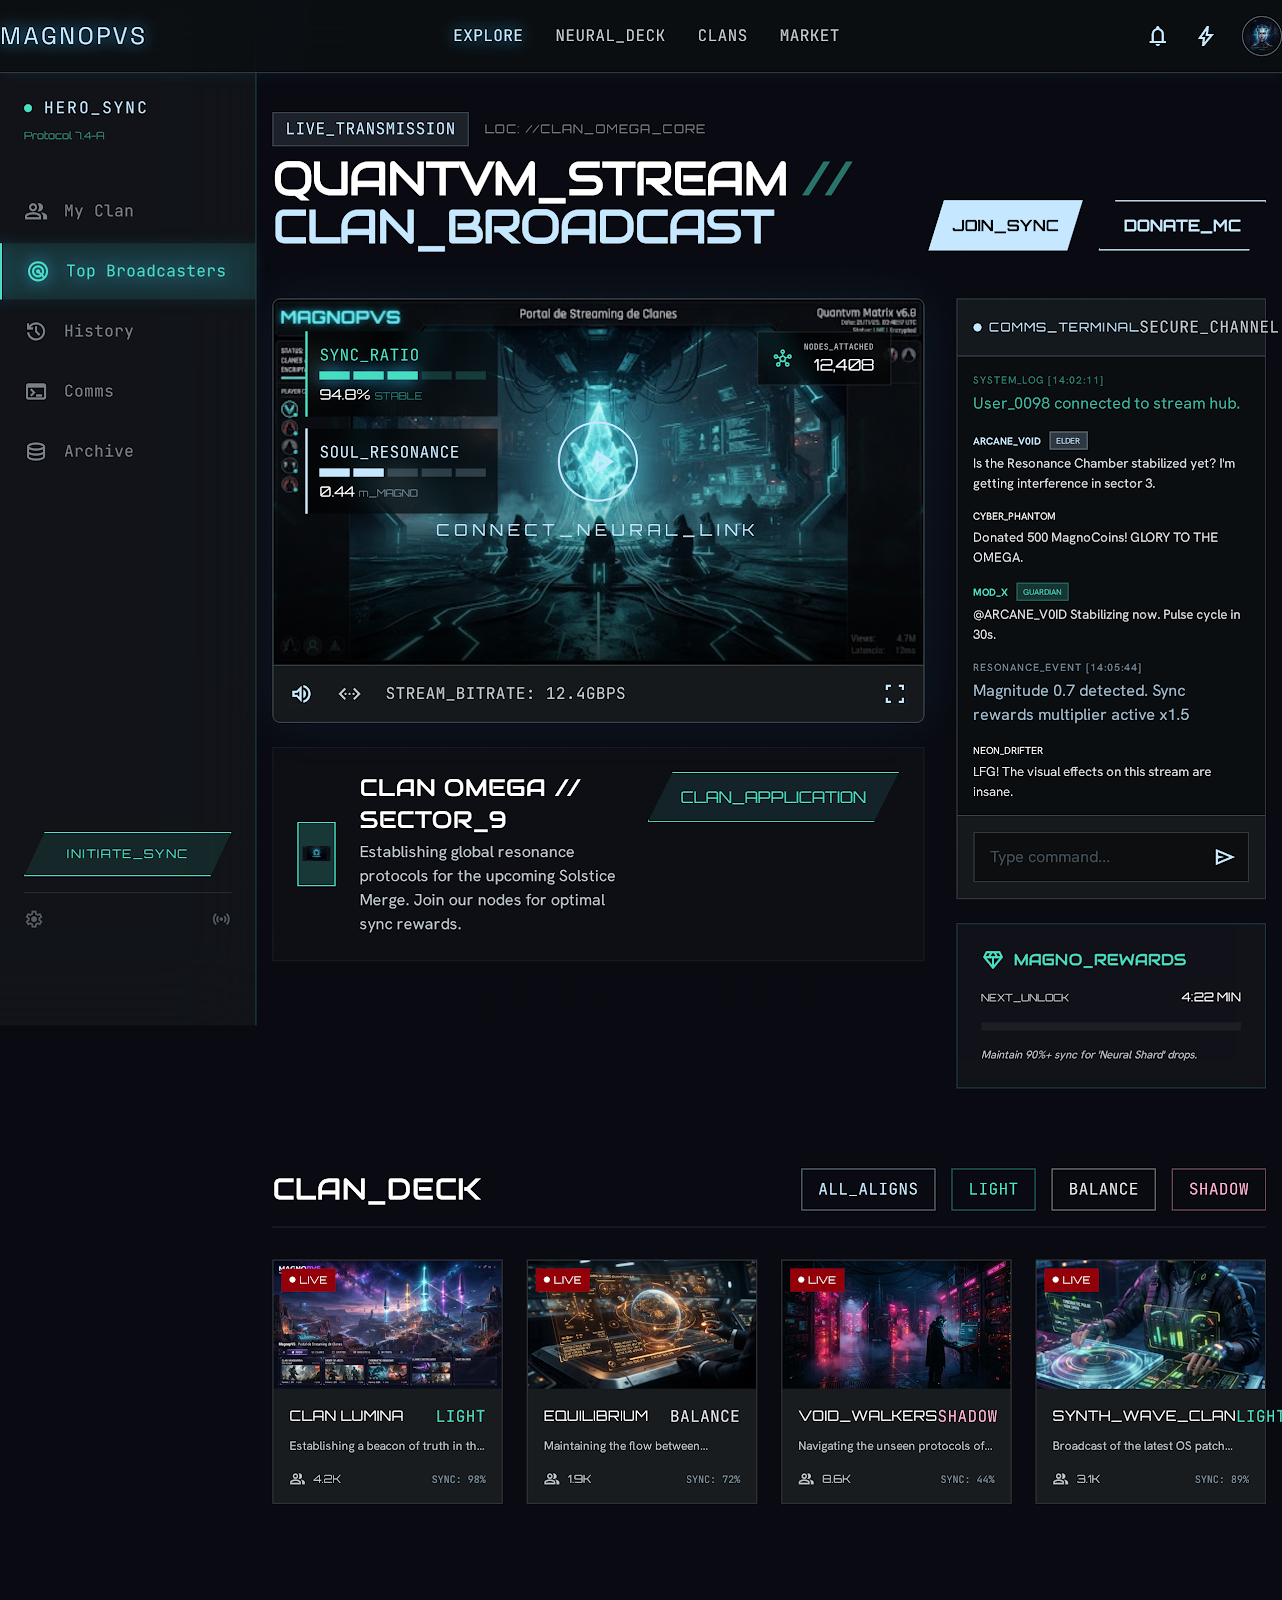 MAGNOPVS
EXPLORE
NEURAL_DECK
CLANS
MARKET
HERO_SYNC
Protocol 7.4-A
My Clan
Top Broadcasters
History
Comms
Archive
INITIATE_SYNC
LIVE_TRANSMISSION
LOC: //CLAN_OMEGA_CORE
QUANTVM_STREAM //
CLAN_BROADCAST
JOIN_SYNC
DONATE_MC
MAGNOPVS
Portal de Streaming de Clanes
Quantvm Matrix v6.8
SYNC_RATIO
94.8% STABLE
SOUL_RESONANCE
0.44 m_MAGNO
NODES_ATTACHED
12,408
CONNECT_NEURAL_LINK
Views: 4.7M
Latencia: 12ms
STREAM_BITRATE: 12.4GBPS
CLAN OMEGA //
SECTOR_9
Establishing global resonance
protocols for the upcoming Solstice
Merge. Join our nodes for optimal
sync rewards.
CLAN_APPLICATION
COMMS_TERMINAL
SECURE_CHANNEL
SYSTEM_LOG [14:02:11]
User_0098 connected to stream hub.
ARCANE_V0ID ELDER
Is the Resonance Chamber stabilized yet? I'm
getting interference in sector 3.
CYBER_PHANTOM
Donated 500 MagnoCoins! GLORY TO THE
OMEGA.
MOD_X GUARDIAN
@ARCANE_V0ID Stabilizing now. Pulse cycle in
30s.
RESONANCE_EVENT [14:05:44]
Magnitude 0.7 detected. Sync
rewards multiplier active x1.5
NEON_DRIFTER
LFG! The visual effects on this stream are
insane.
Type command...
MAGNO_REWARDS
NEXT_UNLOCK
4:22 MIN
Maintain 90%+ sync for 'Neural Shard' drops.
CLAN_DECK
ALL_ALIGNS
LIGHT
BALANCE
SHADOW
LIVE
CLAN LUMINA
LIGHT
Establishing a beacon of truth in th...
4.2K
SYNC: 98%
LIVE
EQUILIBRIUM
BALANCE
Maintaining the flow between...
1.9K
SYNC: 72%
LIVE
VOID_WALKERS
SHADOW
Navigating the unseen protocols of...
8.6K
SYNC: 44%
LIVE
SYNTH_WAVE_CLAN
LIGHT
Broadcast of the latest OS patch...
3.1K
SYNC: 89%